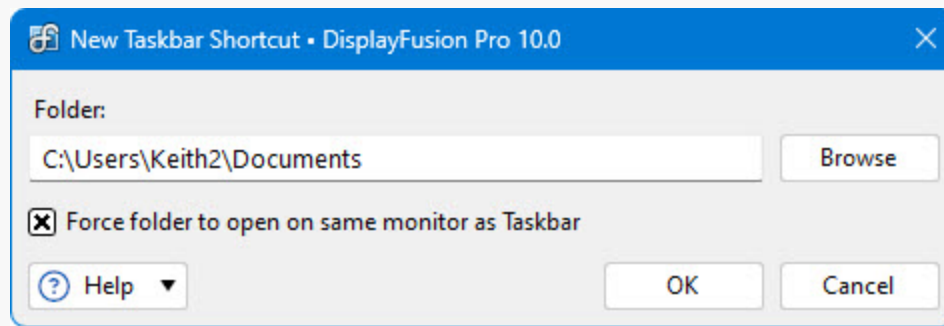 New Taskbar Shortcut • DisplayFusion Pro 10.0
Folder:
C:\Users\Keith2\Documents
Browse
Force folder to open on same monitor as Taskbar
Help
OK
Cancel